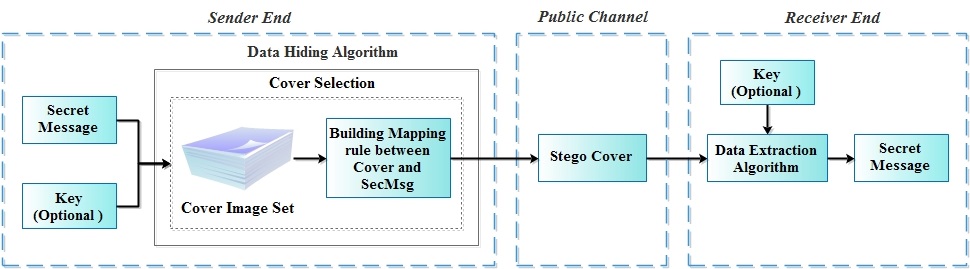 Sender End
Public Channel
Receiver End
Data Hiding Algorithm
Cover Selection
Secret
Message
Key
(Optional )
Cover Image Set
Building Mapping
rule between
Cover and
SecMsg
Stego Cover
Key
(Optional )
Data Extraction
Algorithm
Secret
Message